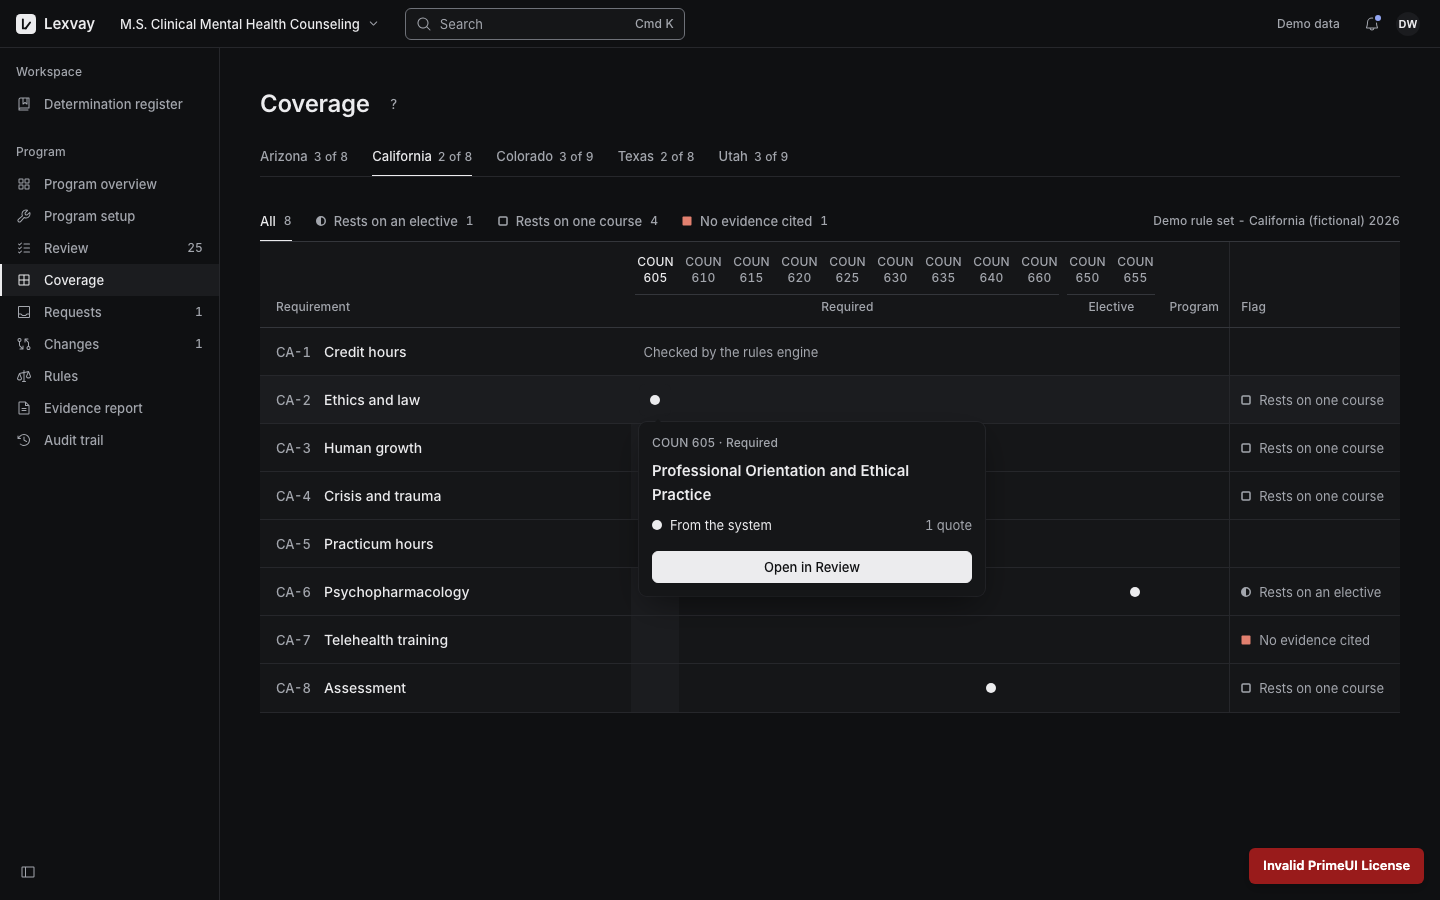 Lexvay
M.S. Clinical Mental Health Counseling
Search
Cmd K
Demo data
DW
Workspace
Determination register
Program
Program overview
Program setup
Review 25
Coverage
Requests 1
Changes 1
Rules
Evidence report
Audit trail
Coverage ?
Arizona 3 of 8
California 2 of 8
Colorado 3 of 9
Texas 2 of 8
Utah 3 of 9
All 8
Rests on an elective 1
Rests on one course 4
No evidence cited 1
Demo rule set - California (fictional) 2026
COUN 605
COUN 610
COUN 615
COUN 620
COUN 625
COUN 630
COUN 635
COUN 640
COUN 660
COUN 650
COUN 655
Requirement
Required
Elective
Program
Flag
CA-1 Credit hours
Checked by the rules engine
CA-2 Ethics and law
Rests on one course
CA-3 Human growth
Rests on one course
CA-4 Crisis and trauma
Rests on one course
CA-5 Practicum hours
CA-6 Psychopharmacology
Rests on an elective
CA-7 Telehealth training
No evidence cited
CA-8 Assessment
Rests on one course
COUN 605 · Required
Professional Orientation and Ethical
Practice
From the system
1 quote
Open in Review
Invalid PrimeUI License